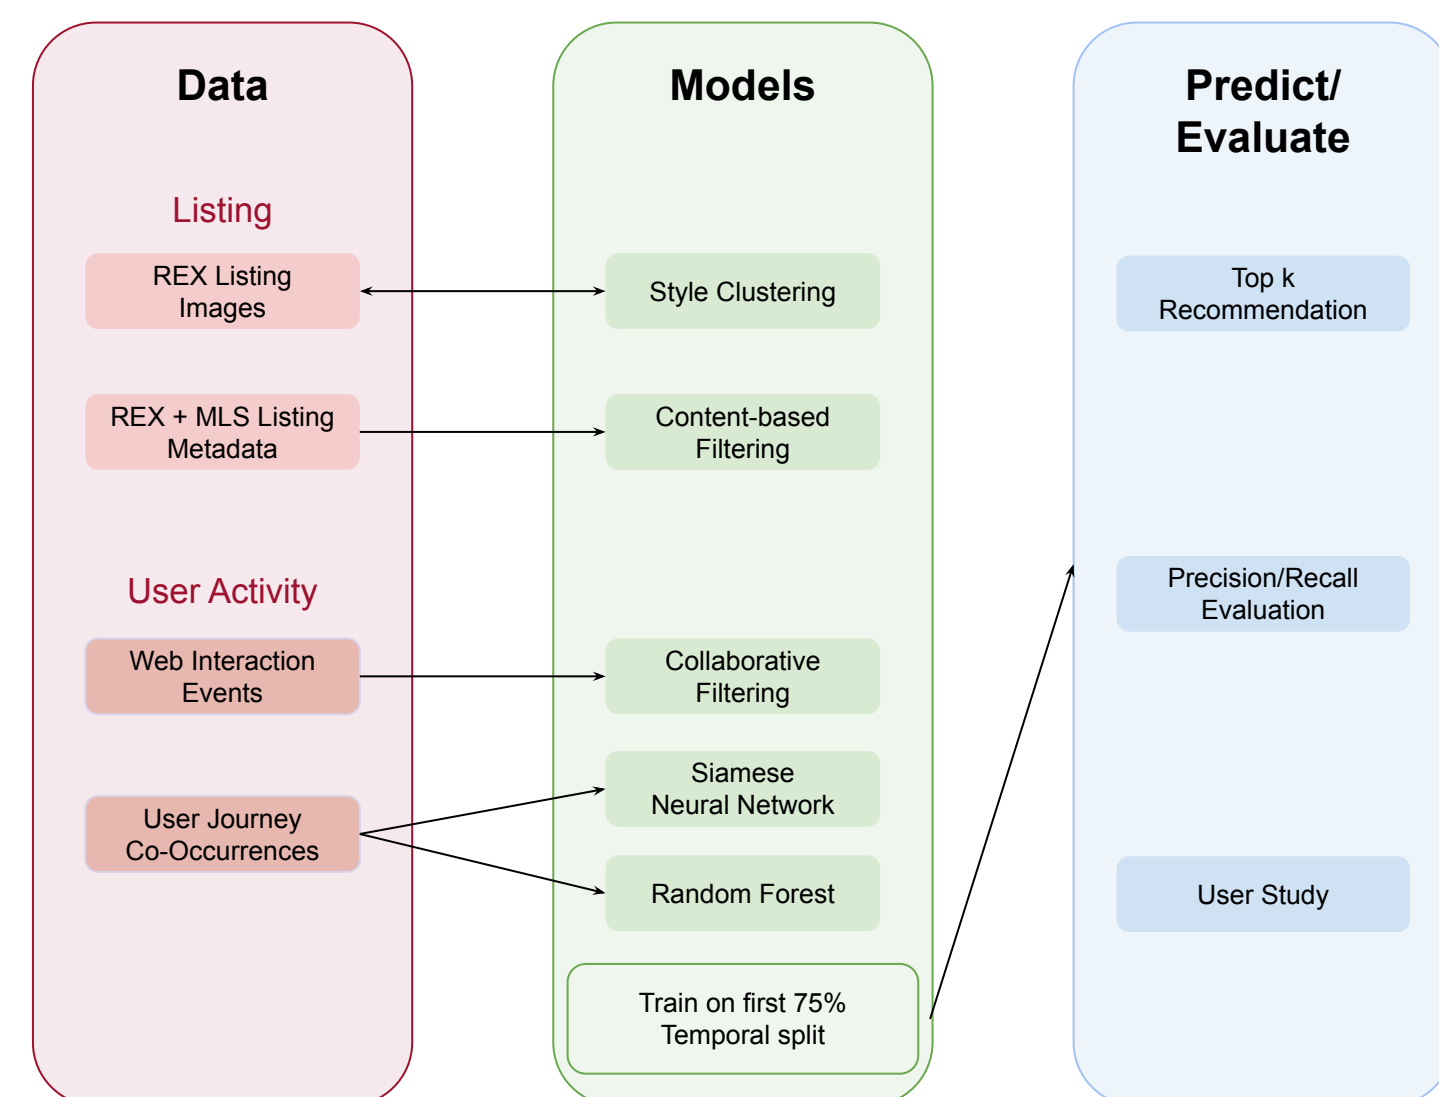 Data
Listing
REX Listing
Images
REX + MLS Listing
Metadata
User Activity
Web Interaction
Events
User Journey
Co-Occurrences
Models
Style Clustering
Content-based
Filtering
Collaborative
Filtering
Siamese
Neural Network
Random Forest
Train on first 75%
Temporal split
Predict/
Evaluate
Top k
Recommendation
Precision/Recall
Evaluation
User Study